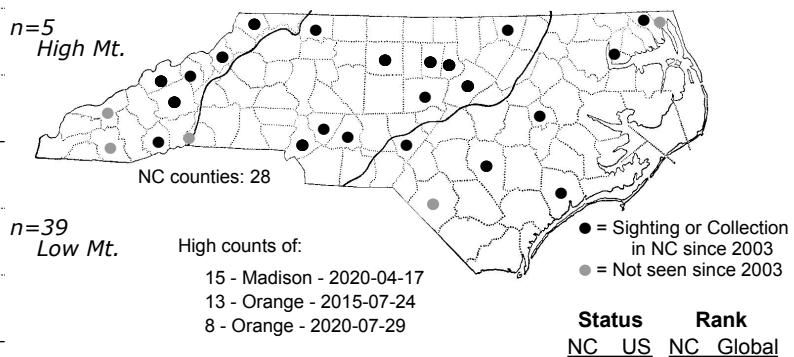 n=5
High Mt.
NC counties: 28
n=39
Low Mt.
High counts of:
15 - Madison - 2020-04-17
13 - Orange - 2015-07-24
8 - Orange - 2020-07-29
= Sighting or Collection
in NC since 2003
= Not seen since 2003
Status Rank
NC US NC Global